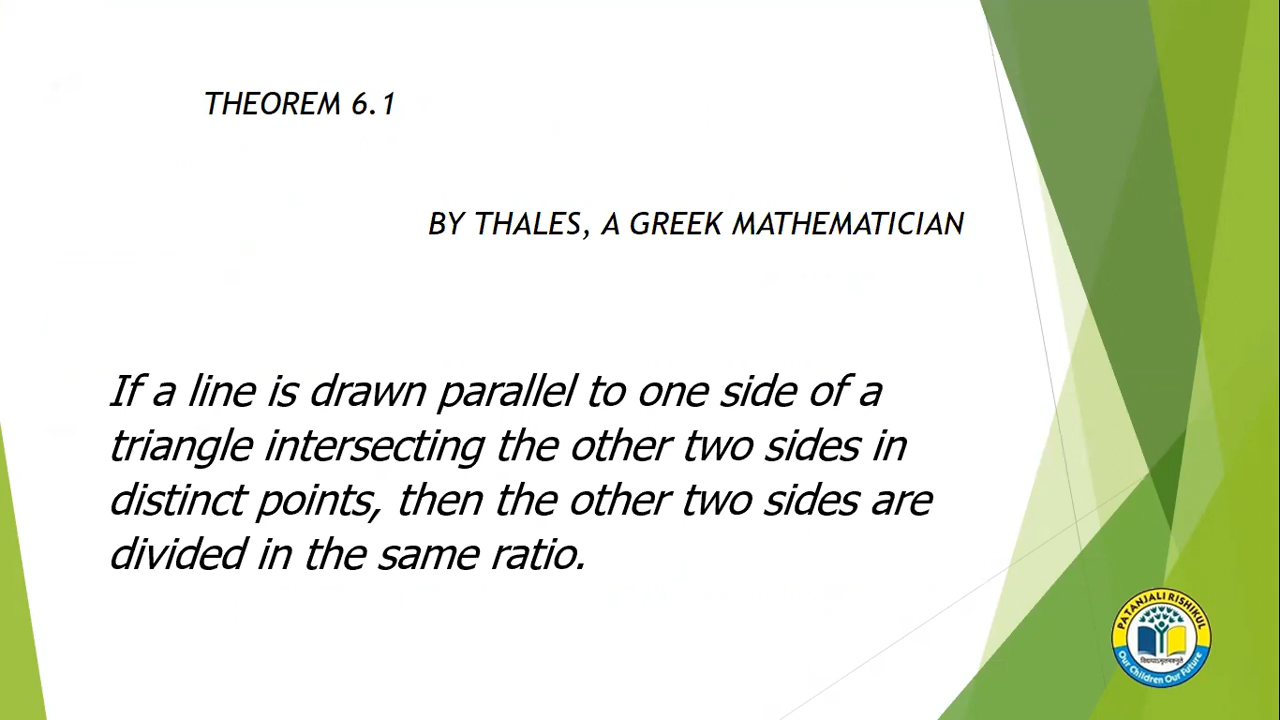 THEOREM 6.1
BY THALES, A GREEK MATHEMATICIAN
If a line is drawn parallel to one side of a
triangle intersecting the other two sides in
distinct points, then the other two sides are
divided in the same ratio.
PATANJALI RISHIKUL
Our Children Our Future